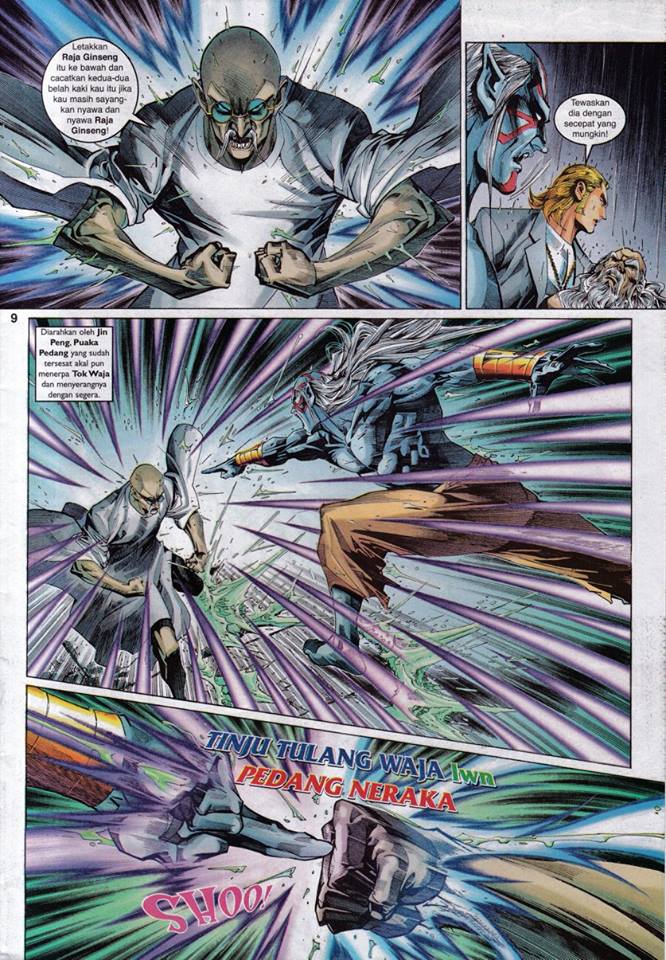 Letakkan
Raja Ginseng
itu ke bawah dan
cacatkan kedua-dua
belah kaki kau itu jika
kau masih sayang-
kan nyawa dan
nyawa Raja
Ginseng!
Tewaskan
dia dengan
secepat yang
mungkin!
9
Diarahkan oleh Jin
Peng, Puaka
Pedang yang sudah
tersesat akal pun
menerpa Tok Waja
dan menyerangnya
dengan segera.
TINJU TULANG WAJA lwn
PEDANG NERAKA
SHOO!